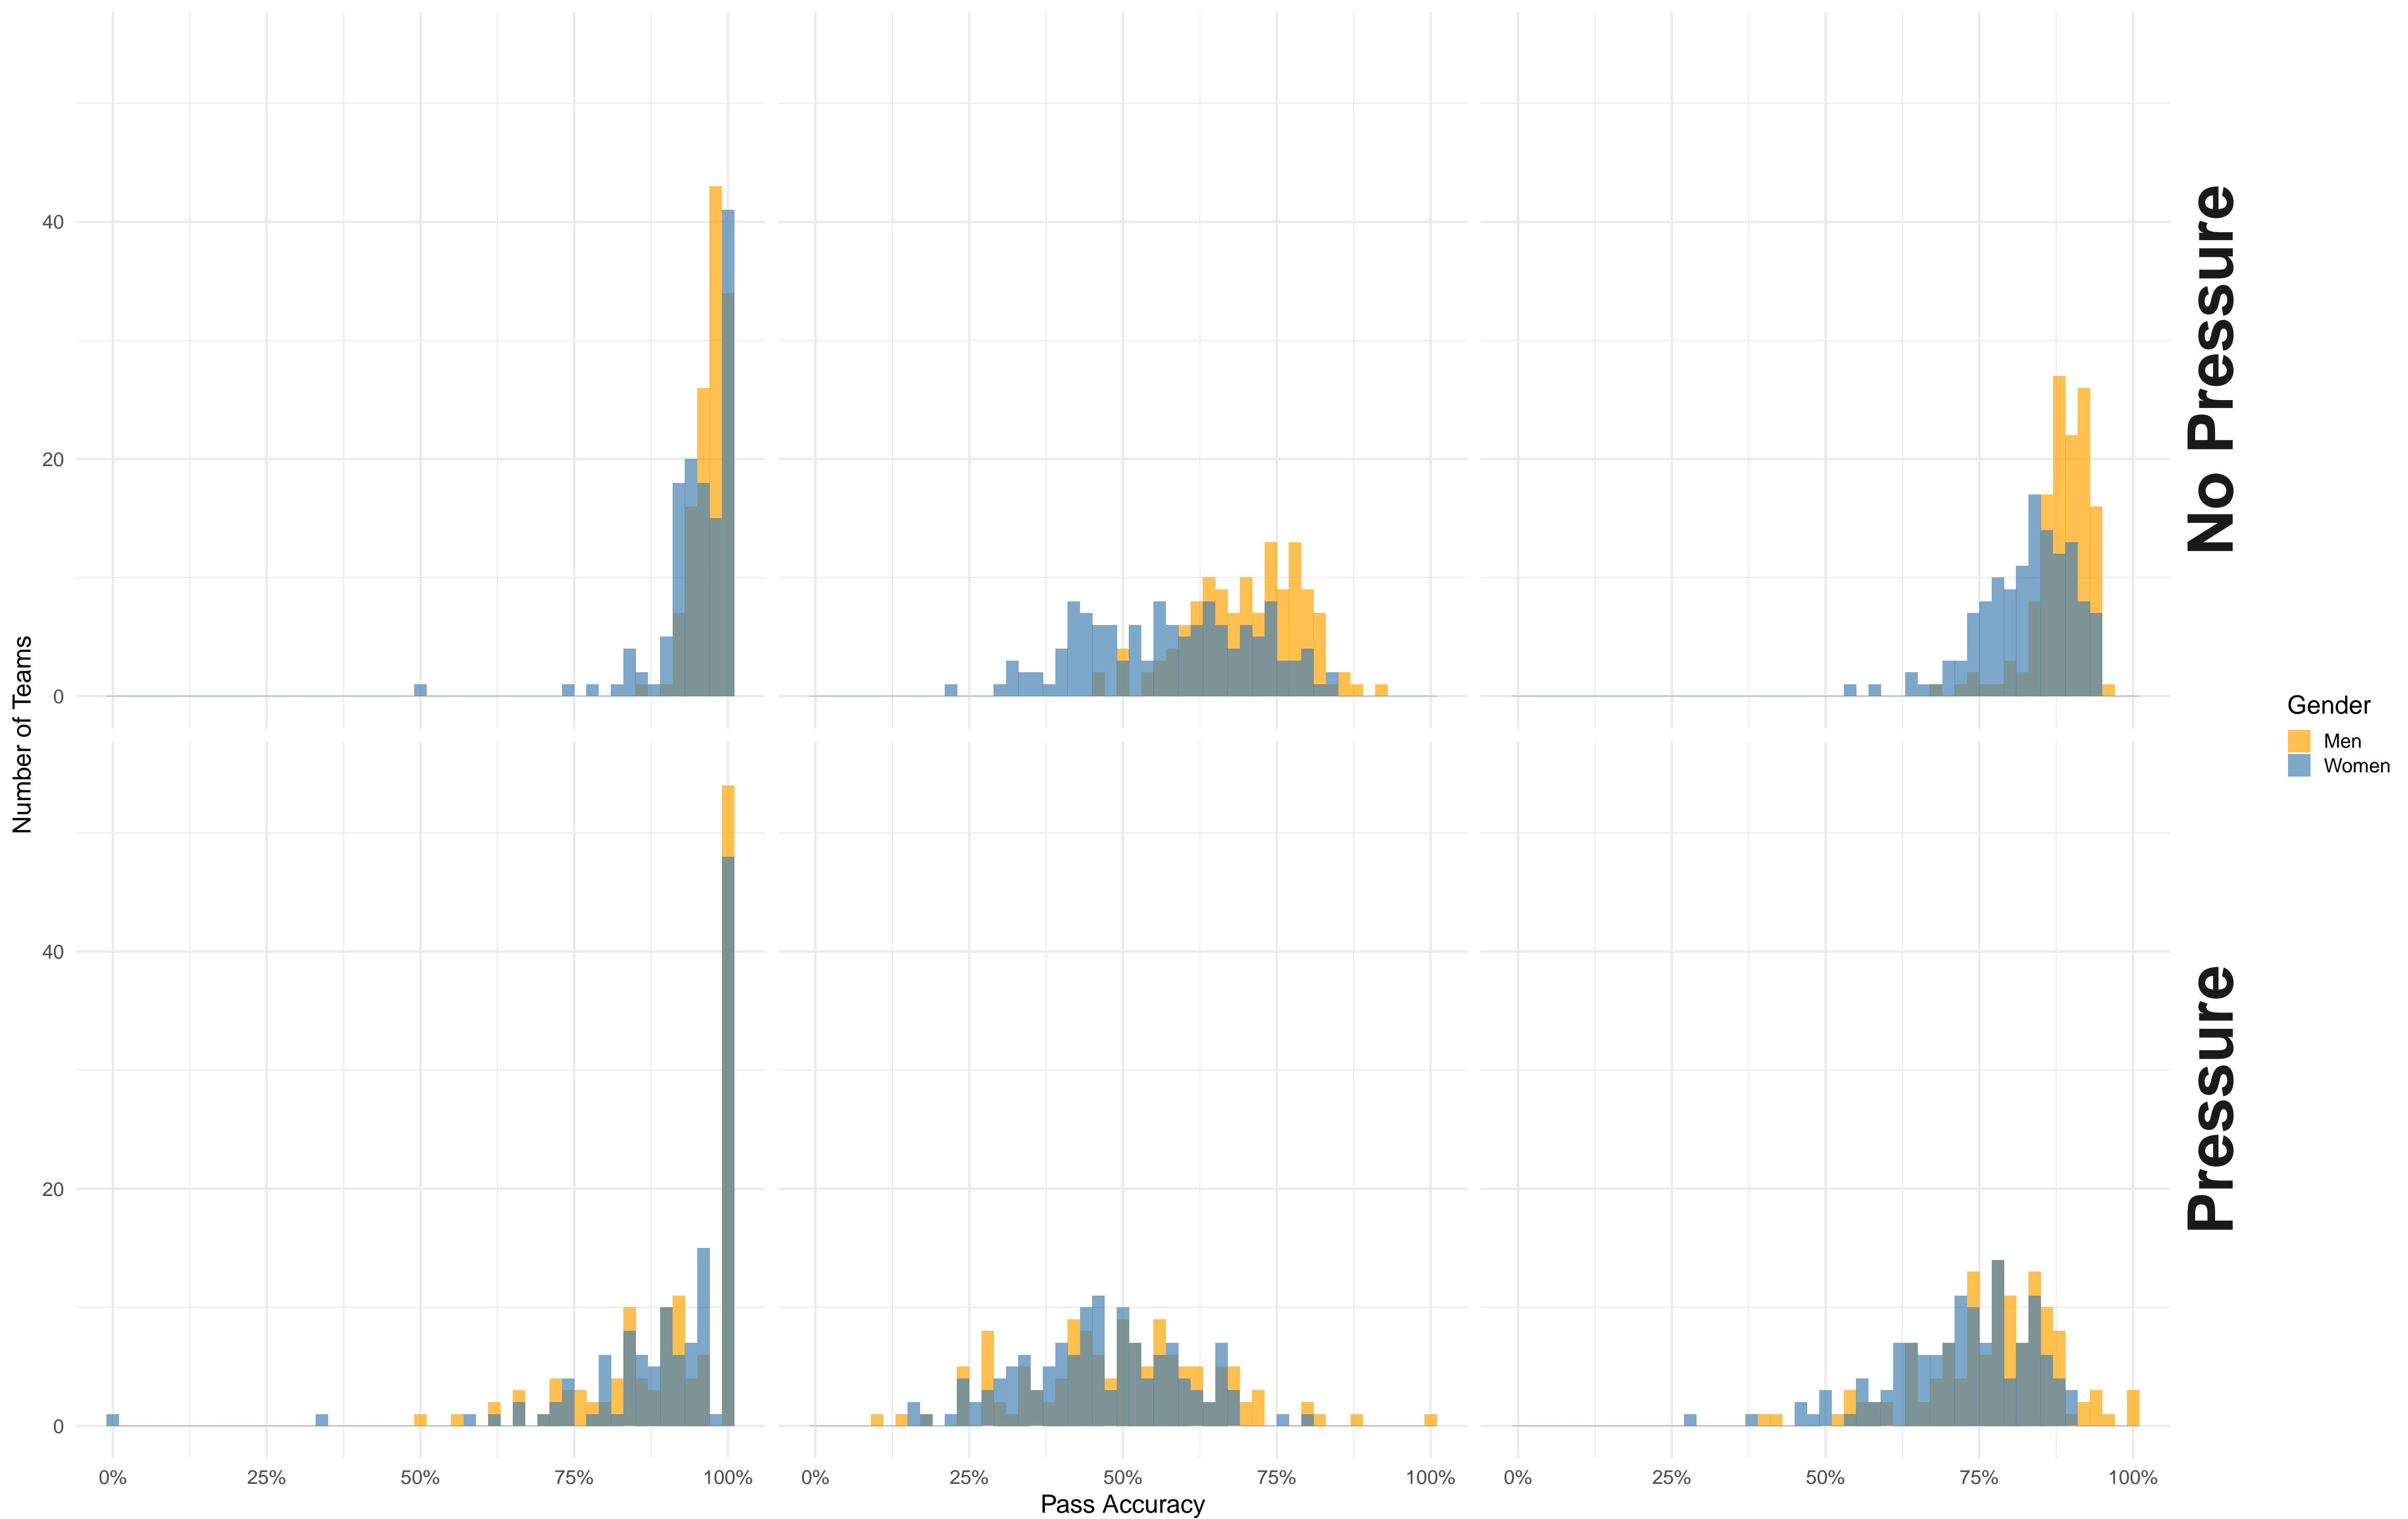 Number of Teams
40
20
0
No Pressure
40
20
0
Pressure
0% 25% 50% 75% 100% 0% 25% 50% 75% 100% 0% 25% 50% 75% 100%
Pass Accuracy
Gender
Men
Women